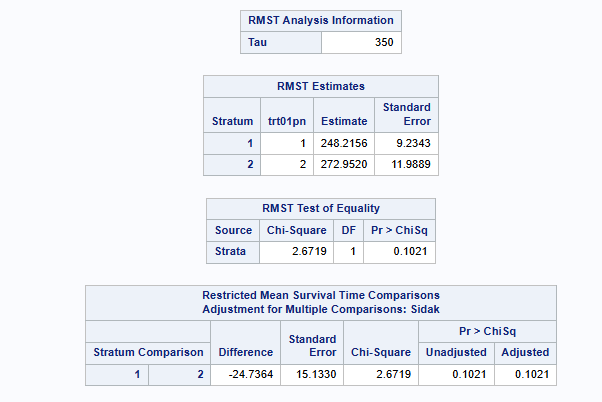 RMST Analysis Information
Tau 350
RMST Estimates
Stratum trt01pn Estimate Standard Error
1 1 248.2156 9.2343
2 2 272.9520 11.9889
RMST Test of Equality
Source Chi-Square DF Pr > ChiSq
Strata 2.6719 1 0.1021
Restricted Mean Survival Time Comparisons
Adjustment for Multiple Comparisons: Sidak
Stratum Comparison Difference Standard Error Chi-Square Pr > ChiSq
Unadjusted Adjusted
1 2 -24.7364 15.1330 2.6719 0.1021 0.1021